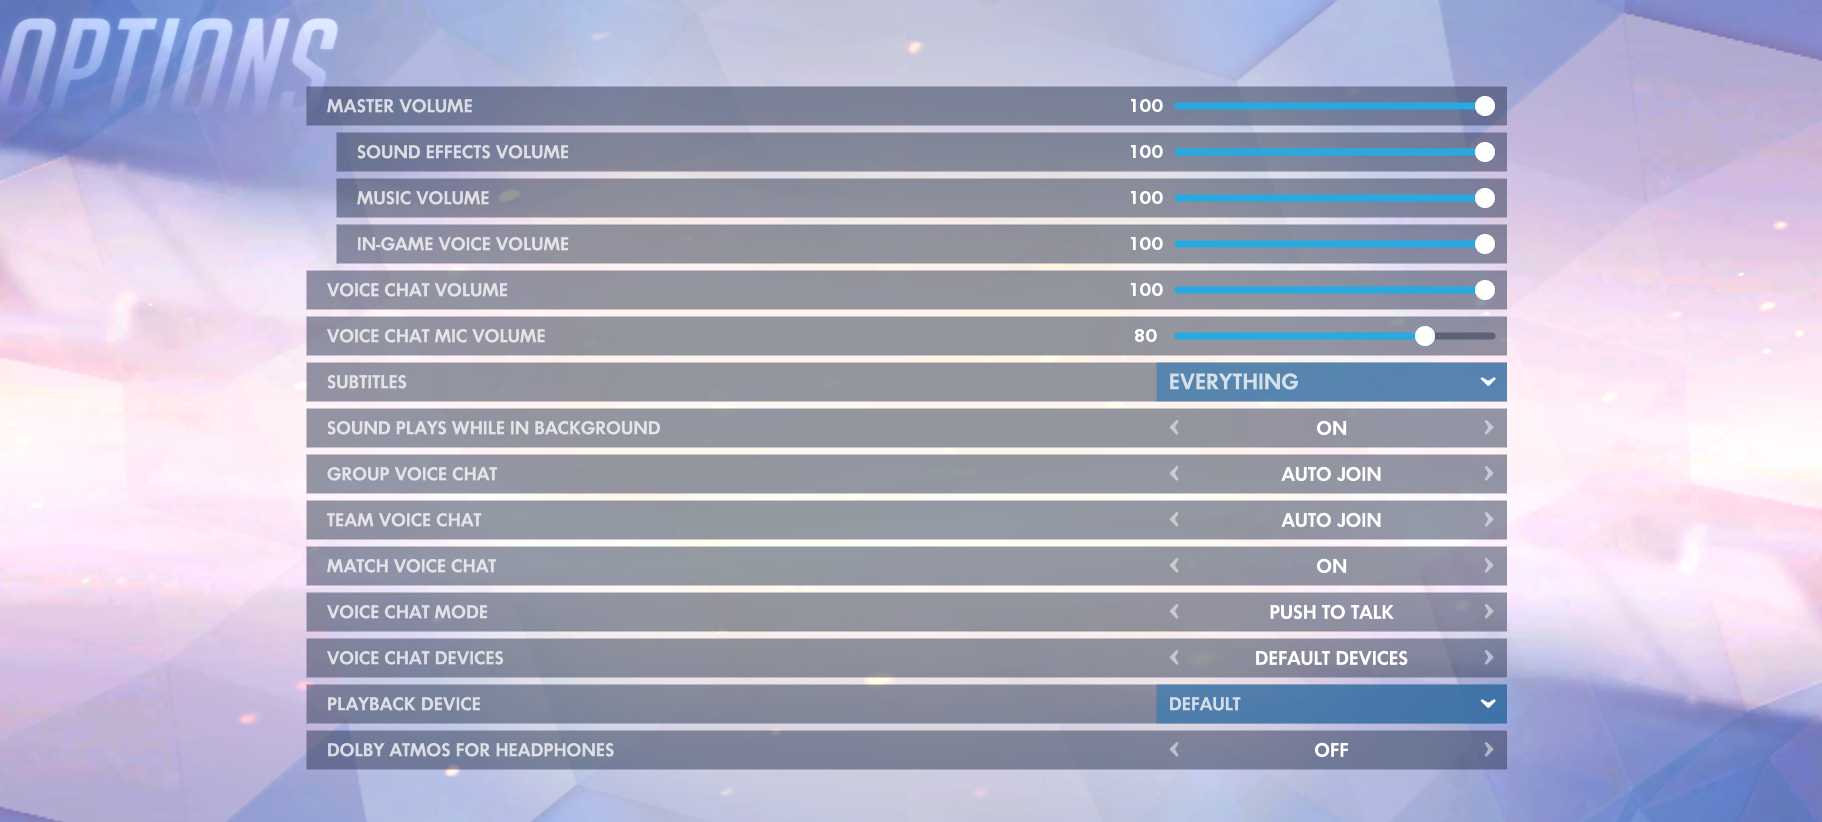 OPTIONS
MASTER VOLUME 100
SOUND EFFECTS VOLUME 100
MUSIC VOLUME 100
IN-GAME VOICE VOLUME 100
VOICE CHAT VOLUME 100
VOICE CHAT MIC VOLUME 80
SUBTITLES EVERYTHING
SOUND PLAYS WHILE IN BACKGROUND ON
GROUP VOICE CHAT AUTO JOIN
TEAM VOICE CHAT AUTO JOIN
MATCH VOICE CHAT ON
VOICE CHAT MODE PUSH TO TALK
VOICE CHAT DEVICES DEFAULT DEVICES
PLAYBACK DEVICE DEFAULT
DOLBY ATMOS FOR HEADPHONES OFF